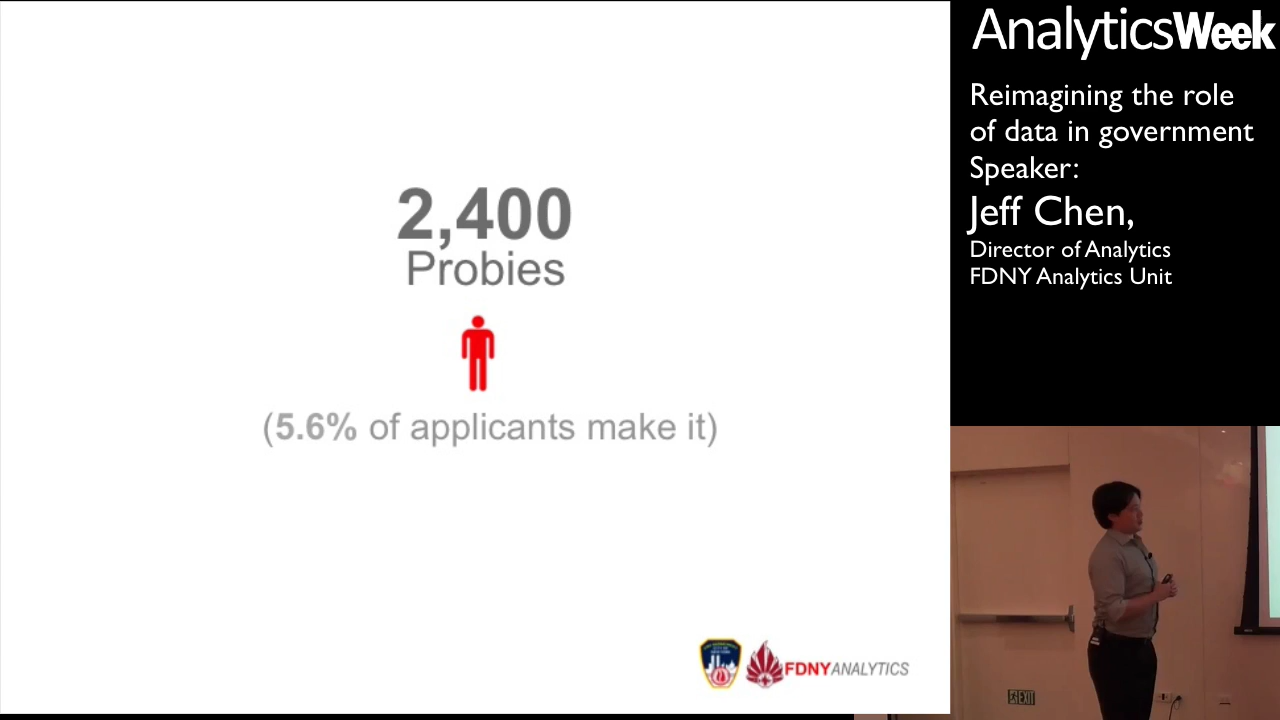 2,400
Probies
(5.6% of applicants make it)
FDNYANALYTICS
AnalyticsWeek
Reimagining the role
of data in government
Speaker:
Jeff Chen,
Director of Analytics
FDNY Analytics Unit
EXIT